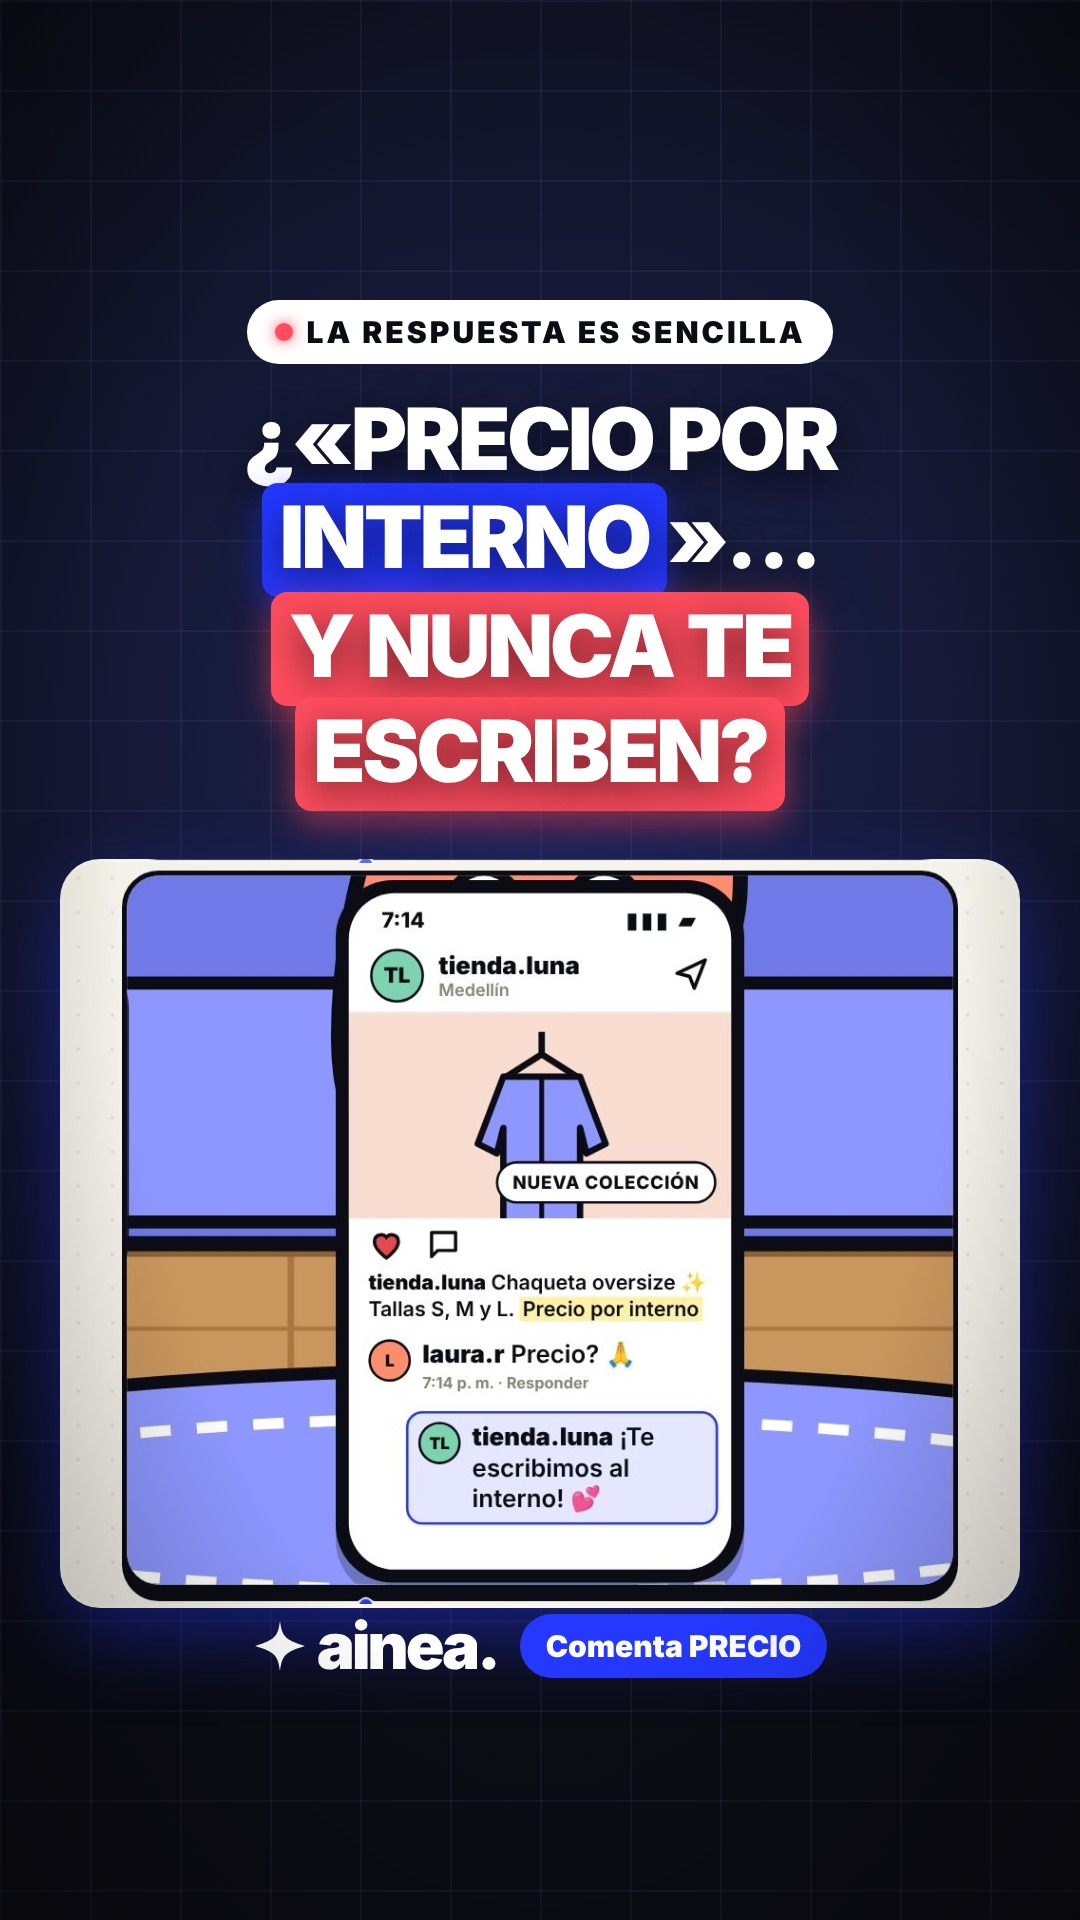 LA RESPUESTA ES SENCILLA
¿«PRECIO POR
INTERNO»...
Y NUNCA TE
ESCRIBEN?
7:14
TL
tienda.luna
Medellín
NUEVA COLECCIÓN
tienda.luna Chaqueta oversize ✨
Tallas S, M y L. Precio por interno
L
laura.r Precio? 🙏
7:14 p. m. · Responder
TL
tienda.luna ¡Te
escribimos al
interno! 💕
ainea.
Comenta PRECIO